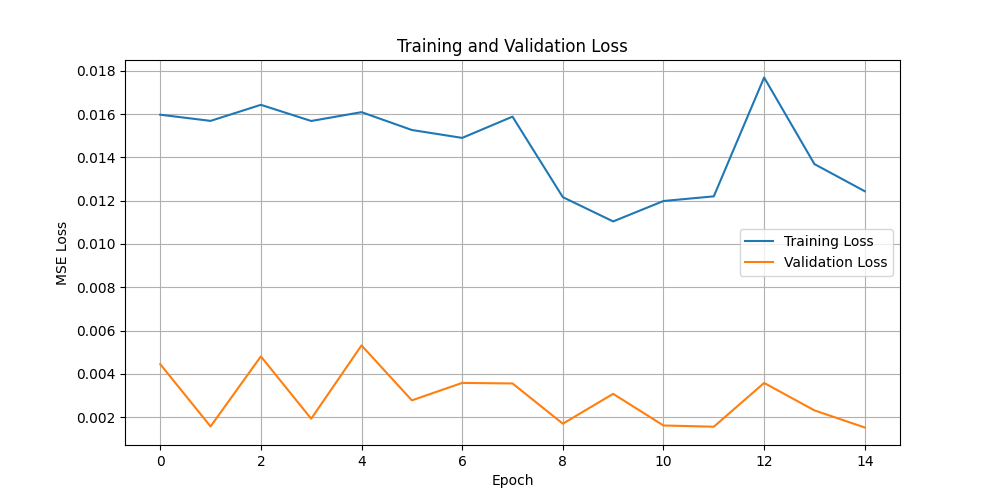 Training and Validation Loss
MSE Loss
0.018
0.016
0.014
0.012
0.010
0.008
0.006
0.004
0.002
Training Loss
Validation Loss
0 2 4 6 8 10 12 14
Epoch